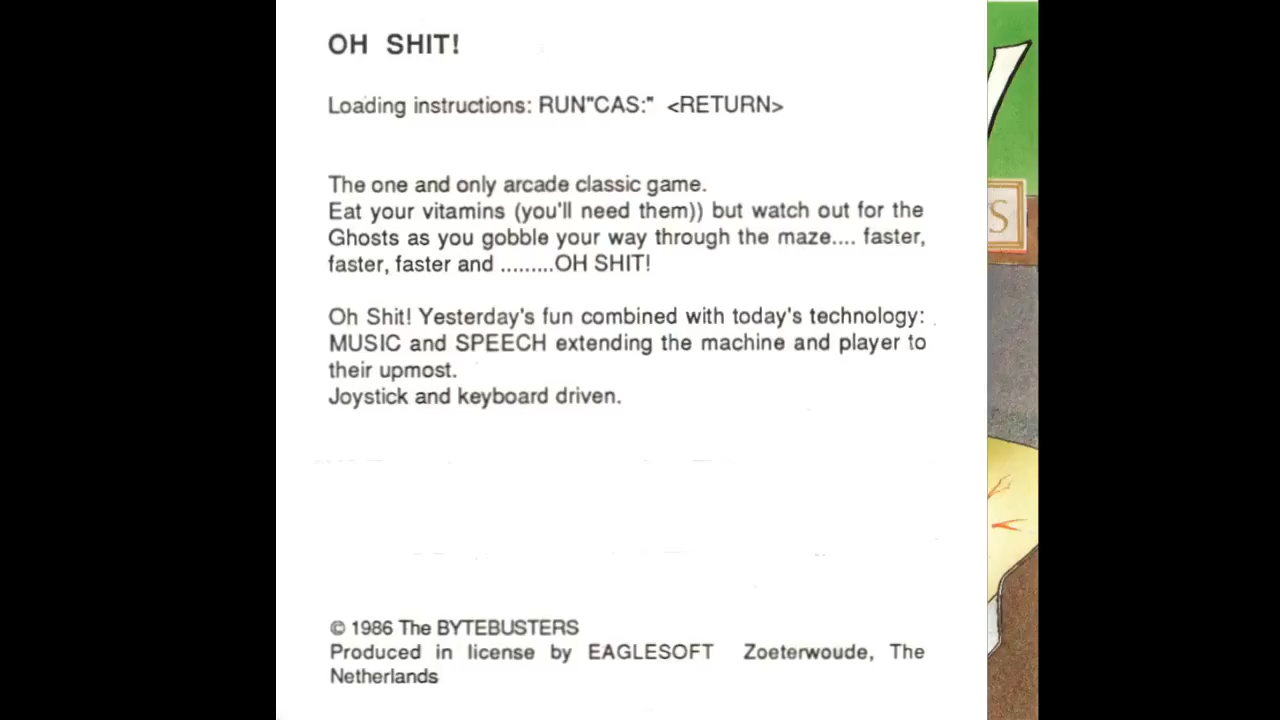 OH SHIT!
Loading instructions: RUN"CAS:" <RETURN>
The one and only arcade classic game.
Eat your vitamins (you'll need them)) but watch out for the
Ghosts as you gobble your way through the maze.... faster,
faster, faster and .........OH SHIT!
Oh Shit! Yesterday's fun combined with today's technology:
MUSIC and SPEECH extending the machine and player to
their upmost.
Joystick and keyboard driven.
© 1986 The BYTEBUSTERS
Produced in license by EAGLESOFT Zoeterwoude, The
Netherlands